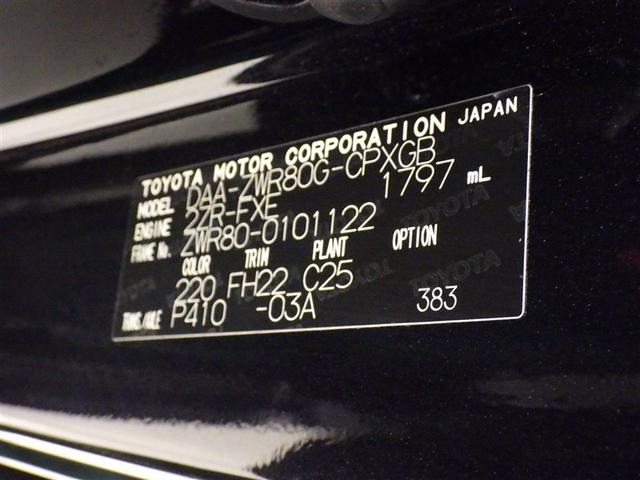 TOYOTA MOTOR CORPORATION JAPAN
MODEL DAA-ZWR80G-CPXGB
ENGINE 2ZR-FXE 1797 mL
FRAME No. ZWR80-0101122
COLOR TRIM PLANT OPTION
220 FH22 C25
TRNS/AXLE P410 -03A 383